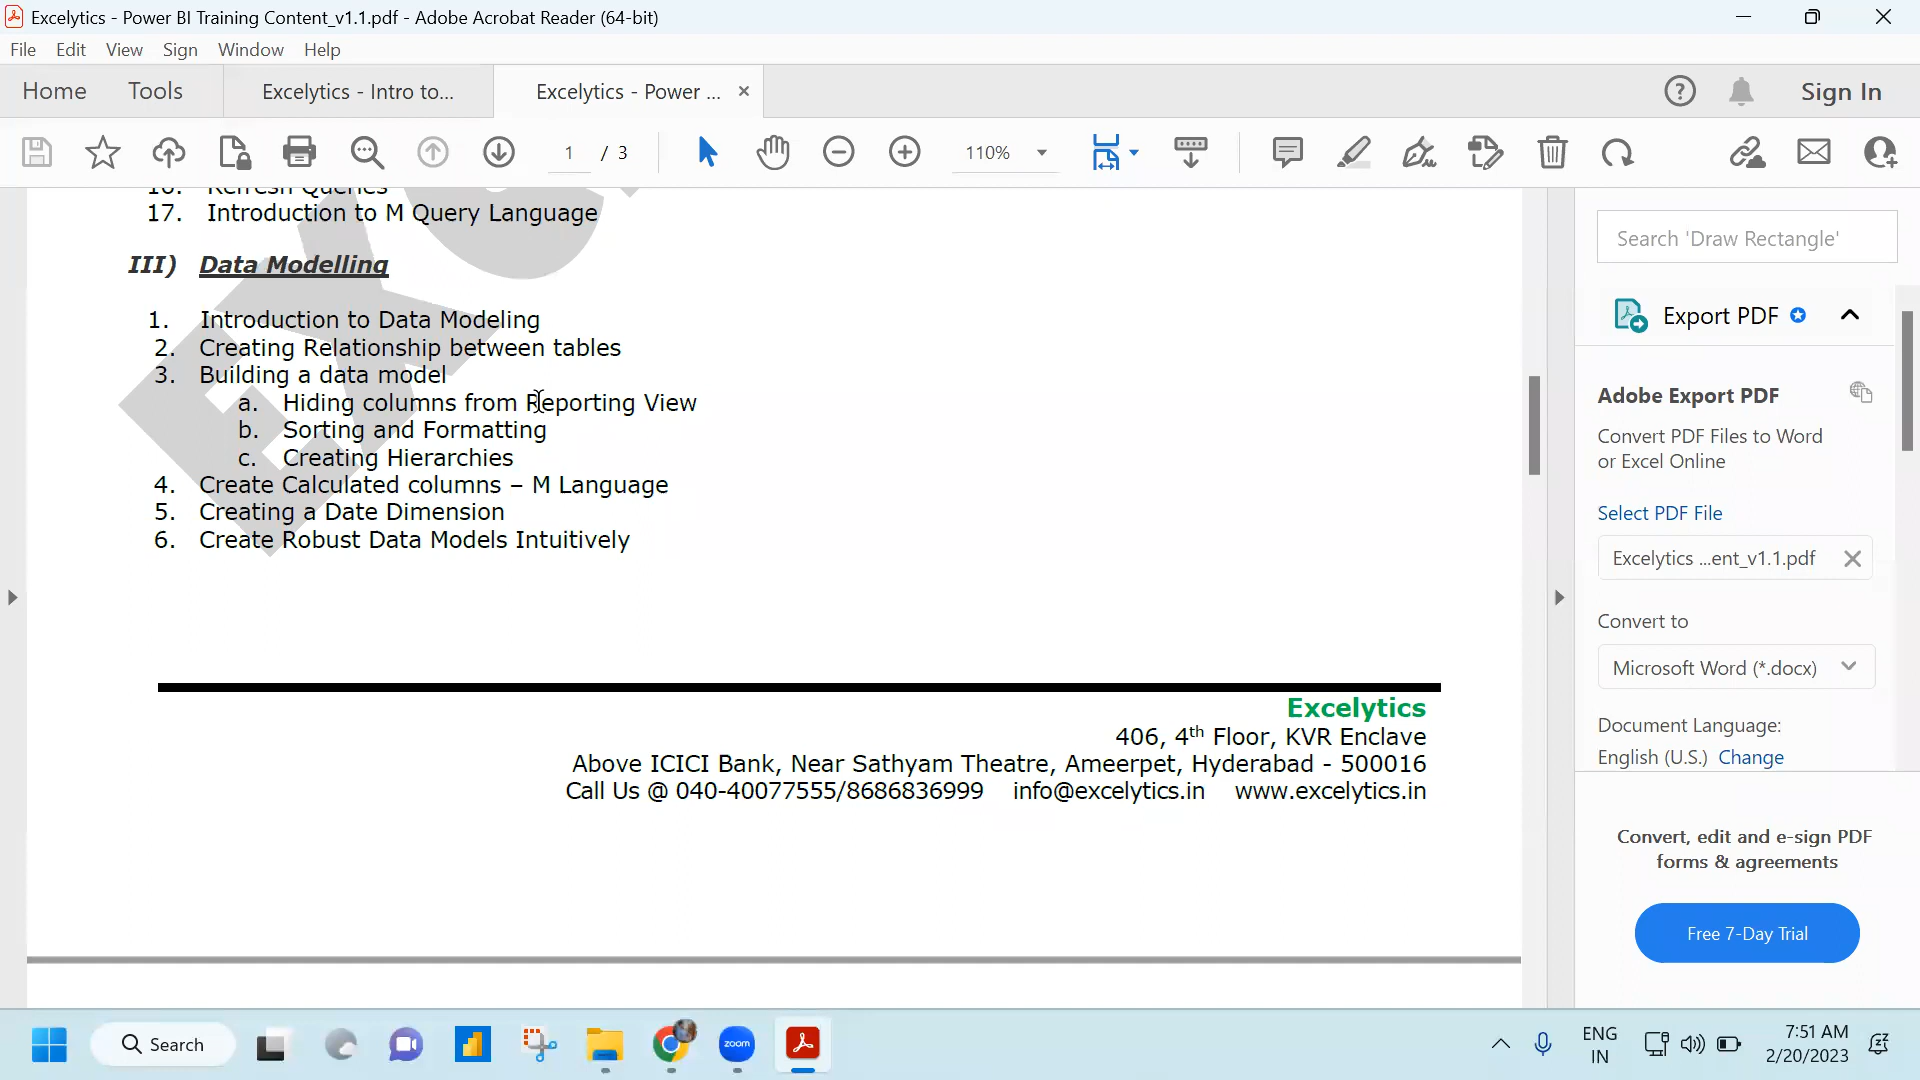 Excelytics - Power BI Training Content_v1.1.pdf - Adobe Acrobat Reader (64-bit)
File Edit View Sign Window Help
Home Tools Excelytics - Intro to... Excelytics - Power ... Sign In
1 / 3 110%
16. Refresh Queries
17. Introduction to M Query Language
III) Data Modelling
1. Introduction to Data Modeling
2. Creating Relationship between tables
3. Building a data model
a. Hiding columns from Reporting View
b. Sorting and Formatting
c. Creating Hierarchies
4. Create Calculated columns – M Language
5. Creating a Date Dimension
6. Create Robust Data Models Intuitively
Excelytics
406, 4th Floor, KVR Enclave
Above ICICI Bank, Near Sathyam Theatre, Ameerpet, Hyderabad - 500016
Call Us @ 040-40077555/8686836999 info@excelytics.in www.excelytics.in
Search 'Draw Rectangle'
Export PDF
Adobe Export PDF
Convert PDF Files to Word
or Excel Online
Select PDF File
Excelytics ...ent_v1.1.pdf
Convert to
Microsoft Word (*.docx)
Document Language:
English (U.S.) Change
Convert, edit and e-sign PDF
forms & agreements
Free 7-Day Trial
Search
zoom
ENG
IN
7:51 AM
2/20/2023